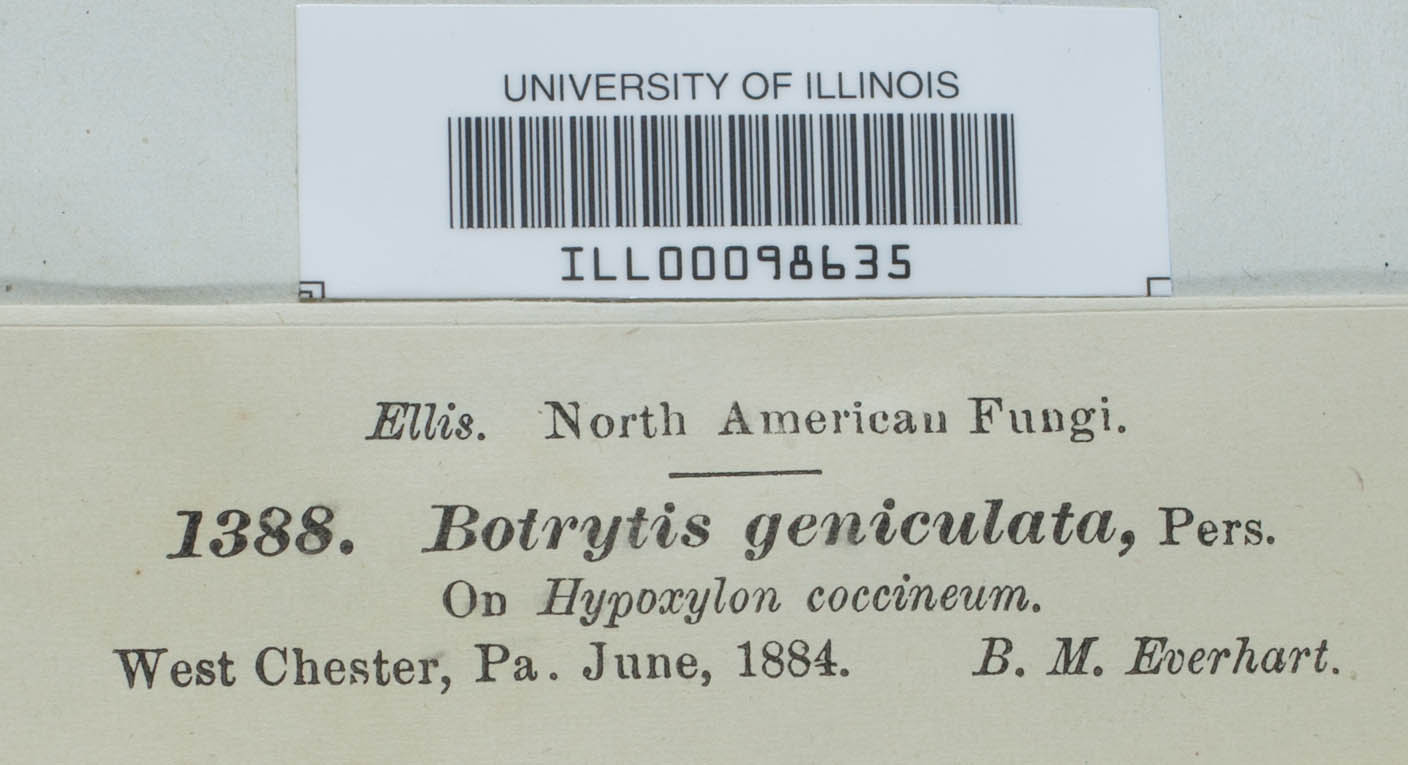 UNIVERSITY OF ILLINOIS
ILL00098635
Ellis. North American Fungi.
1388. Botrytis geniculata, Pers.
On Hypoxylon coccineum.
West Chester, Pa. June, 1884. B. M. Everhart.